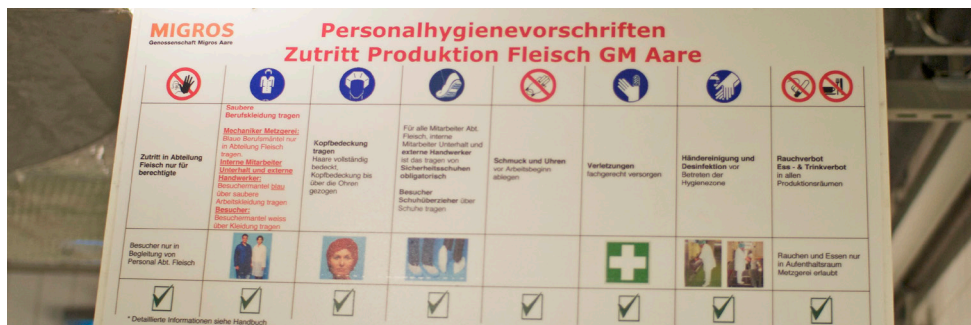 MIGROS
Genossenschaft Migros Aare
Personalhygienevorschriften
Zutritt Produktion Fleisch GM Aare
Zutritt in Abteilung
Fleisch nur für
berechtigte
Saubere
Berufskleidung tragen
Mechaniker Metzgerei:
Blaue Berufsmäntel nur
in Abteilung Fleisch
tragen
Interne Mitarbeiter
Unterhalt und externe
Handwerker:
Besuchermantel blau
über saubere
Arbeitskleidung tragen
Besucher:
Besuchermantel weiss
über Kleidung tragen
Kopfbedeckung
tragen
Haare vollständig
bedeckt.
Kopfbedeckung bis
über die Ohren
gezogen
Für alle Mitarbeiter Abt.
Fleisch, interne
Mitarbeiter Unterhalt und
externe Handwerker
ist das tragen von
Sicherheitsschuhen
obligatorisch
Besucher
Schuhüberzieher über
Schuhe tragen
Schmuck und Uhren
vor Arbeitsbeginn
ablegen
Verletzungen
fachgerecht versorgen
Händereinigung und
Desinfektion vor
Betreten der
Hygienezone
Rauchverbot
Ess - & Trinkverbot
in allen
Produktionsräumen
Besucher nur in
Begleitung von
Personal Abt. Fleisch
Rauchen und Essen nur
in Aufenthaltsraum
Metzgerei erlaubt
* Detaillierte Informationen siehe Handbuch